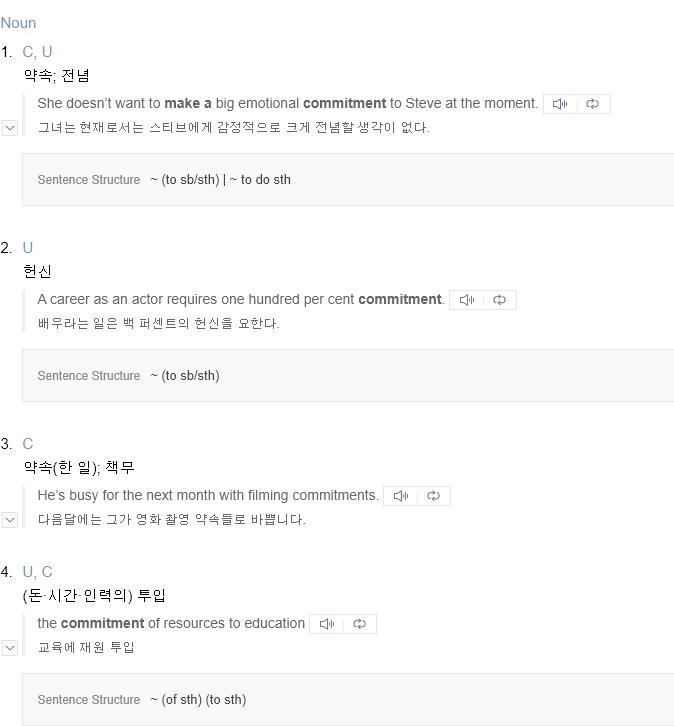 Noun
1. C, U
약속; 전념
She doesn't want to make a big emotional commitment to Steve at the moment.
그녀는 현재로서는 스티브에게 감정적으로 크게 전념할 생각이 없다.
Sentence Structure ~ (to sb/sth) | ~ to do sth
2. U
헌신
A career as an actor requires one hundred per cent commitment.
배우라는 일은 백 퍼센트의 헌신을 요한다.
Sentence Structure ~ (to sb/sth)
3. C
약속(한 일); 책무
He's busy for the next month with filming commitments.
다음달에는 그가 영화 촬영 약속들로 바쁩니다.
4. U, C
(돈·시간·인력의) 투입
the commitment of resources to education
교육에 재원 투입
Sentence Structure ~ (of sth) (to sth)